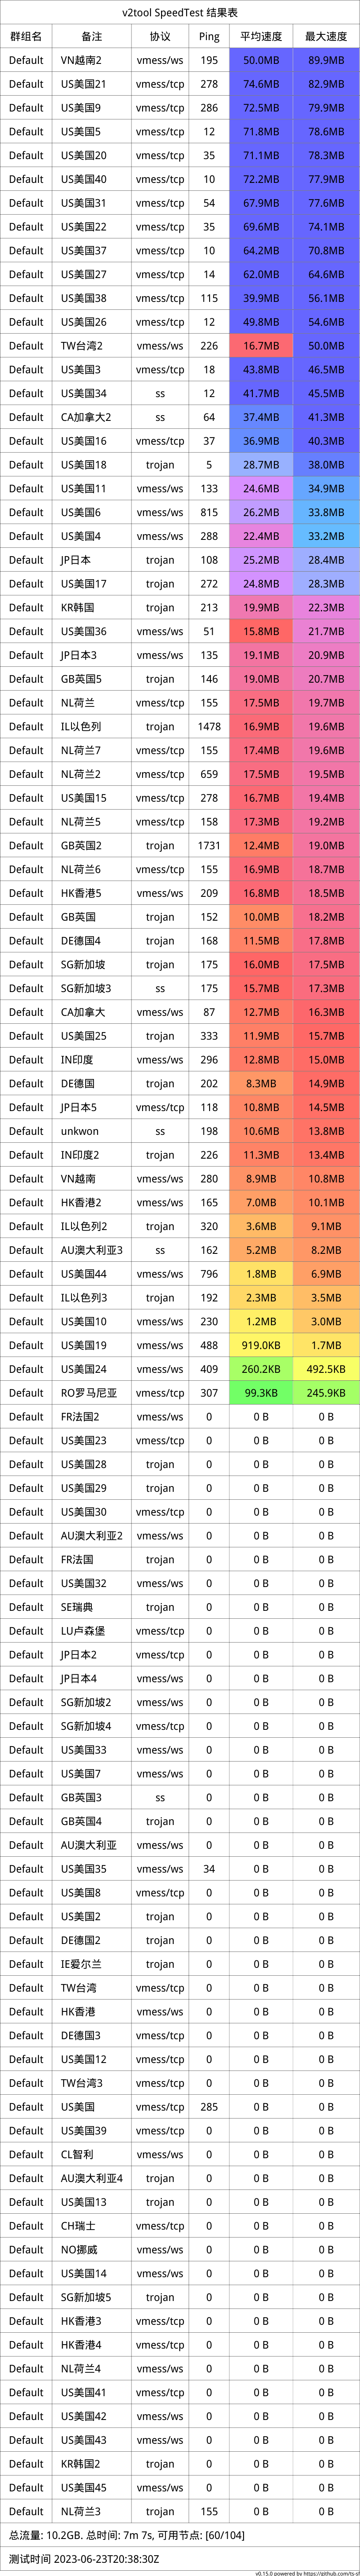 v2tool SpeedTest 结果表
群组名 备注 协议 Ping 平均速度 最大速度
Default VN越南2 vmess/ws 195 50.0MB 89.9MB
Default US美国21 vmess/tcp 278 74.6MB 82.9MB
Default US美国9 vmess/tcp 286 72.5MB 79.9MB
Default US美国5 vmess/tcp 12 71.8MB 78.6MB
Default US美国20 vmess/tcp 35 71.1MB 78.3MB
Default US美国40 vmess/tcp 10 72.2MB 77.9MB
Default US美国31 vmess/tcp 54 67.9MB 77.6MB
Default US美国22 vmess/tcp 35 69.6MB 74.1MB
Default US美国37 vmess/tcp 10 64.2MB 70.8MB
Default US美国27 vmess/tcp 14 62.0MB 64.6MB
Default US美国38 vmess/tcp 115 39.9MB 56.1MB
Default US美国26 vmess/tcp 12 49.8MB 54.6MB
Default TW台湾2 vmess/ws 226 16.7MB 50.0MB
Default US美国3 vmess/tcp 18 43.8MB 46.5MB
Default US美国34 ss 12 41.7MB 45.5MB
Default CA加拿大2 ss 64 37.4MB 41.3MB
Default US美国16 vmess/tcp 37 36.9MB 40.3MB
Default US美国18 trojan 5 28.7MB 38.0MB
Default US美国11 vmess/ws 133 24.6MB 34.9MB
Default US美国6 vmess/ws 815 26.2MB 33.8MB
Default US美国4 vmess/ws 288 22.4MB 33.2MB
Default JP日本 trojan 108 25.2MB 28.4MB
Default US美国17 trojan 272 24.8MB 28.3MB
Default KR韩国 trojan 213 19.9MB 22.3MB
Default US美国36 vmess/ws 51 15.8MB 21.7MB
Default JP日本3 vmess/ws 135 19.1MB 20.9MB
Default GB英国5 trojan 146 19.0MB 20.7MB
Default NL荷兰 vmess/tcp 155 17.5MB 19.7MB
Default IL以色列 trojan 1478 16.9MB 19.6MB
Default NL荷兰7 vmess/tcp 155 17.4MB 19.6MB
Default NL荷兰2 vmess/tcp 659 17.5MB 19.5MB
Default US美国15 vmess/tcp 278 16.7MB 19.4MB
Default NL荷兰5 vmess/tcp 158 17.3MB 19.2MB
Default GB英国2 trojan 1731 12.4MB 19.0MB
Default NL荷兰6 vmess/tcp 155 16.9MB 18.7MB
Default HK香港5 vmess/ws 209 16.8MB 18.5MB
Default GB英国 trojan 152 10.0MB 18.2MB
Default DE德国4 trojan 168 11.5MB 17.8MB
Default SG新加坡 trojan 175 16.0MB 17.5MB
Default SG新加坡3 ss 175 15.7MB 17.3MB
Default CA加拿大 vmess/ws 87 12.7MB 16.3MB
Default US美国25 trojan 333 11.9MB 15.7MB
Default IN印度 vmess/ws 296 12.8MB 15.0MB
Default DE德国 trojan 202 8.3MB 14.9MB
Default JP日本5 vmess/tcp 118 10.8MB 14.5MB
Default unkwon ss 198 10.6MB 13.8MB
Default IN印度2 trojan 226 11.3MB 13.4MB
Default VN越南 vmess/ws 280 8.9MB 10.8MB
Default HK香港2 vmess/ws 165 7.0MB 10.1MB
Default IL以色列2 trojan 320 3.6MB 9.1MB
Default AU澳大利亚3 ss 162 5.2MB 8.2MB
Default US美国44 vmess/ws 796 1.8MB 6.9MB
Default IL以色列3 trojan 192 2.3MB 3.5MB
Default US美国10 vmess/ws 230 1.2MB 3.0MB
Default US美国19 vmess/ws 488 919.0KB 1.7MB
Default US美国24 vmess/tcp 409 260.2KB 492.5KB
Default RO罗马尼亚 vmess/tcp 307 99.3KB 245.9KB
Default FR法国2 vmess/ws 0 0 B 0 B
Default US美国23 vmess/tcp 0 0 B 0 B
Default US美国28 trojan 0 0 B 0 B
Default US美国29 trojan 0 0 B 0 B
Default US美国30 vmess/tcp 0 0 B 0 B
Default AU澳大利亚2 vmess/ws 0 0 B 0 B
Default FR法国 trojan 0 0 B 0 B
Default US美国32 vmess/ws 0 0 B 0 B
Default SE瑞典 trojan 0 0 B 0 B
Default LU卢森堡 vmess/tcp 0 0 B 0 B
Default JP日本2 vmess/tcp 0 0 B 0 B
Default JP日本4 vmess/ws 0 0 B 0 B
Default SG新加坡2 vmess/ws 0 0 B 0 B
Default SG新加坡4 vmess/tcp 0 0 B 0 B
Default US美国33 vmess/ws 0 0 B 0 B
Default US美国7 vmess/ws 0 0 B 0 B
Default GB英国3 ss 0 0 B 0 B
Default GB英国4 trojan 0 0 B 0 B
Default AU澳大利亚 vmess/ws 0 0 B 0 B
Default US美国35 vmess/ws 34 0 B 0 B
Default US美国8 vmess/tcp 0 0 B 0 B
Default US美国2 trojan 0 0 B 0 B
Default DE德国2 trojan 0 0 B 0 B
Default IE爱尔兰 trojan 0 0 B 0 B
Default TW台湾 vmess/tcp 0 0 B 0 B
Default HK香港 vmess/ws 0 0 B 0 B
Default DE德国3 vmess/tcp 0 0 B 0 B
Default US美国12 vmess/tcp 0 0 B 0 B
Default TW台湾3 vmess/tcp 0 0 B 0 B
Default US美国 vmess/tcp 285 0 B 0 B
Default US美国39 vmess/tcp 0 0 B 0 B
Default CL智利 vmess/ws 0 0 B 0 B
Default AU澳大利亚4 trojan 0 0 B 0 B
Default US美国13 trojan 0 0 B 0 B
Default CH瑞士 vmess/tcp 0 0 B 0 B
Default NO挪威 vmess/ws 0 0 B 0 B
Default US美国14 vmess/ws 0 0 B 0 B
Default SG新加坡5 trojan 0 0 B 0 B
Default HK香港3 vmess/tcp 0 0 B 0 B
Default HK香港4 vmess/tcp 0 0 B 0 B
Default NL荷兰4 vmess/ws 0 0 B 0 B
Default US美国41 vmess/tcp 0 0 B 0 B
Default US美国42 vmess/ws 0 0 B 0 B
Default US美国43 vmess/ws 0 0 B 0 B
Default KR韩国2 trojan 0 0 B 0 B
Default US美国45 vmess/ws 0 0 B 0 B
Default NL荷兰3 trojan 155 0 B 0 B
总流量: 10.2GB. 总时间: 7m 7s, 可用节点: [60/104]
测试时间 2023-06-23T20:38:30Z
v0.15.0 powered by https://github.com/ts-sf